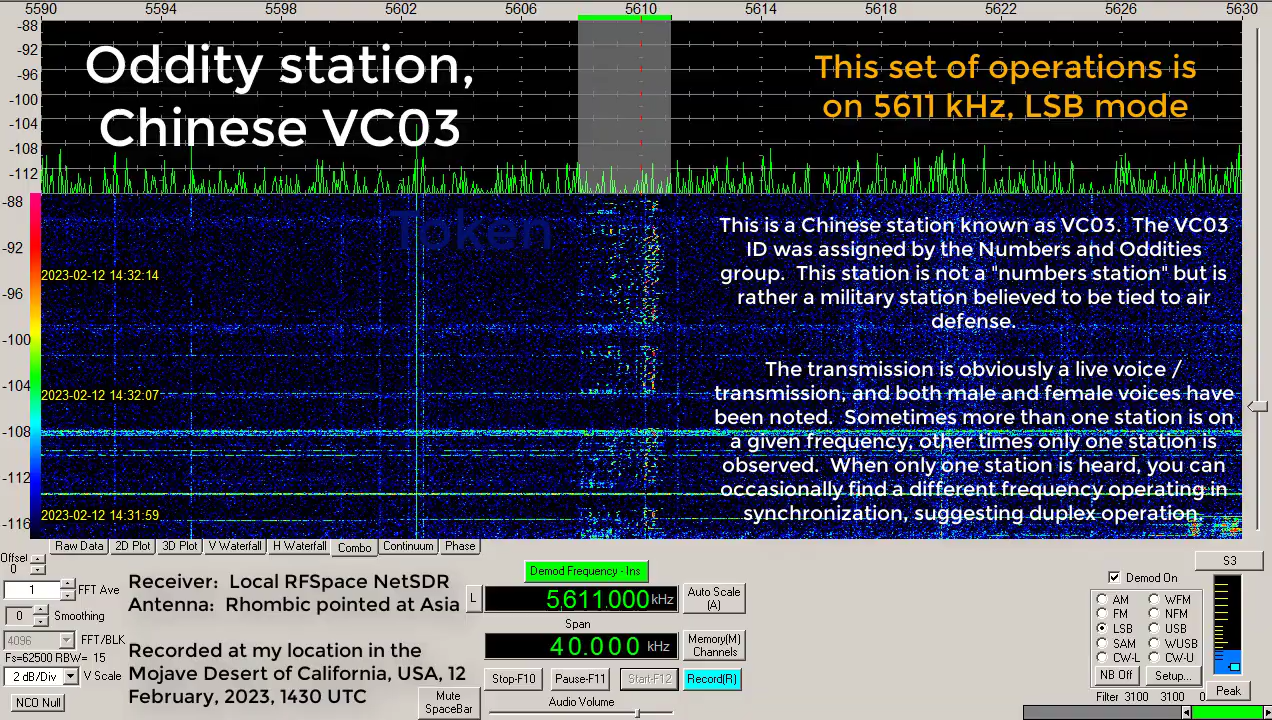 5590 5594 5598 5602 5606 5610 5614 5618 5622 5626 5630
-88
-92
-96
-100
-104
-108
-112
Oddity station,
Chinese VC03
This set of operations is
on 5611 kHz, LSB mode
-88
-92
-96
-100
-104
-108
-112
-116
Token
2023-02-12 14:32:14
2023-02-12 14:32:07
2023-02-12 14:31:59
This is a Chinese station known as VC03. The VC03
ID was assigned by the Numbers and Oddities
group. This station is not a "numbers station" but is
rather a military station believed to be tied to air
defense.
The transmission is obviously a live voice /
transmission, and both male and female voices have
been noted. Sometimes more than one station is on
a given frequency, other times only one station is
observed. When only one station is heard, you can
occasionally find a different frequency operating in
synchronization, suggesting duplex operation.
Raw Data 2D Plot 3D Plot V Waterfall H Waterfall Combo Continuum Phase
Offset
0
1 FFT Ave
0 Smoothing
4096 FFT/BLK
Fs=62500 RBW= 15
2 dB/Div V Scale
NCO Null
Receiver: Local RFSpace NetSDR
Antenna: Rhombic pointed at Asia
Recorded at my location in the
Mojave Desert of California, USA, 12
February, 2023, 1430 UTC
Demod Frequency - Ins
L 5,611.000 kHz Auto Scale
(A)
Span
40.000 kHz Memory(M)
Channels
Stop-F10 Pause-F11 Start-F12 Record(R)
Mute
SpaceBar
Audio Volume
S3
Demod On
AM WFM
FM NFM
LSB USB
SAM WUSB
CW-L CW-U
NB Off Setup...
Filter 3100 3100 0
Peak